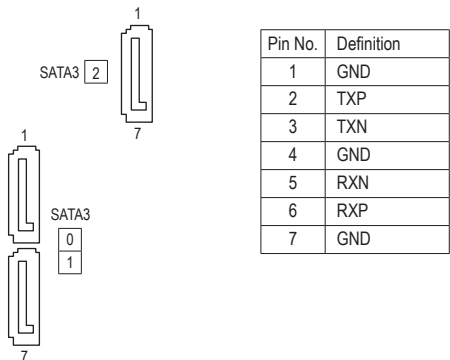 1
SATA3 2
7
1
SATA3
0
1
7
Pin No. Definition
1 GND
2 TXP
3 TXN
4 GND
5 RXN
6 RXP
7 GND